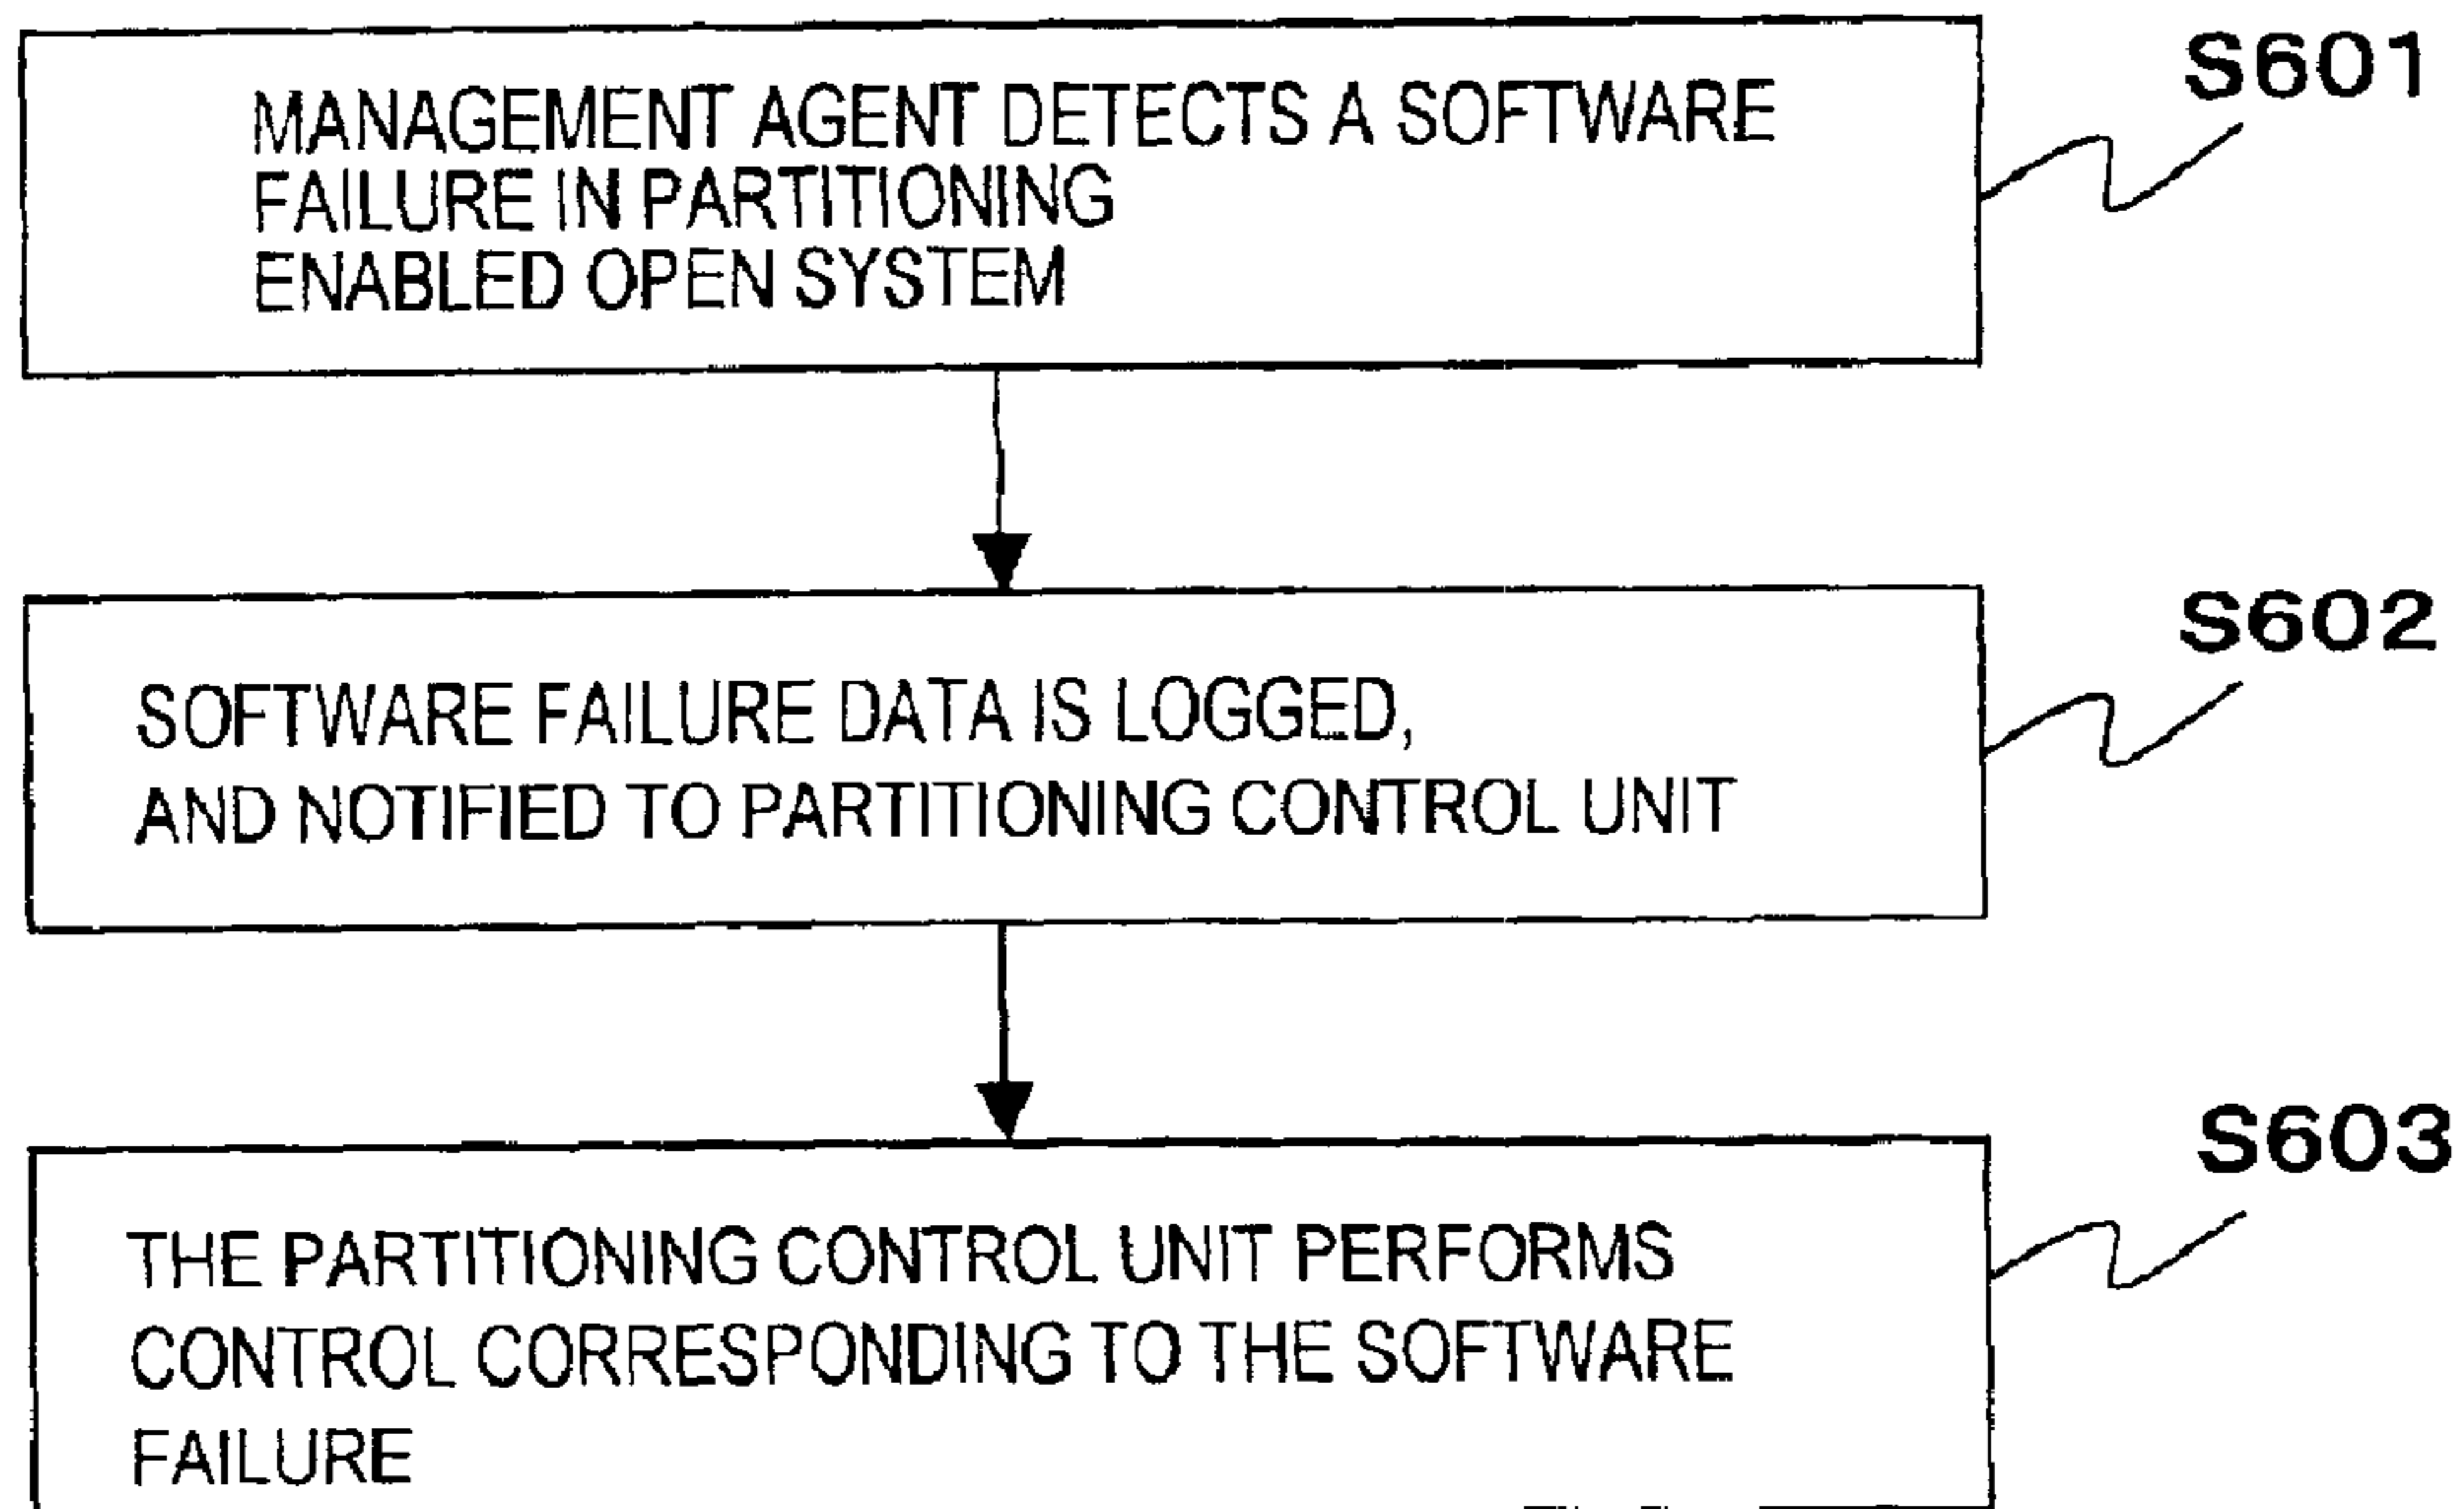 S601
MANAGEMENT AGENT DETECTS A SOFTWARE
FAILURE IN PARTITIONING
ENABLED OPEN SYSTEM
S602
SOFTWARE FAILURE DATA IS LOGGED,
AND NOTIFIED TO PARTITIONING CONTROL UNIT
S603
THE PARTITIONING CONTROL UNIT PERFORMS
CONTROL CORRESPONDING TO THE SOFTWARE
FAILURE